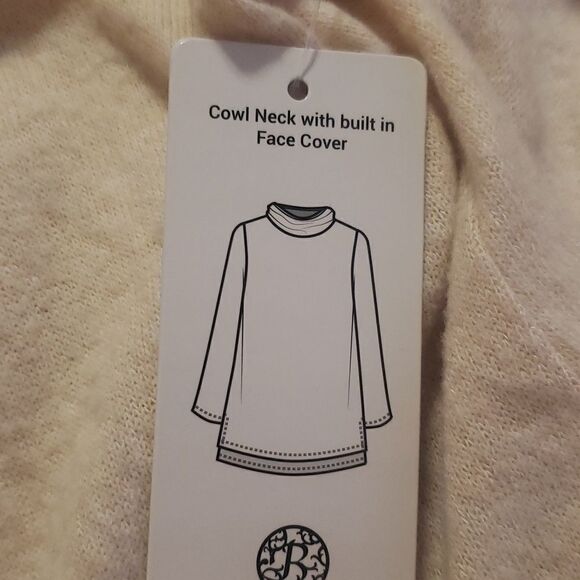 Cowl Neck with built in
Face Cover
B